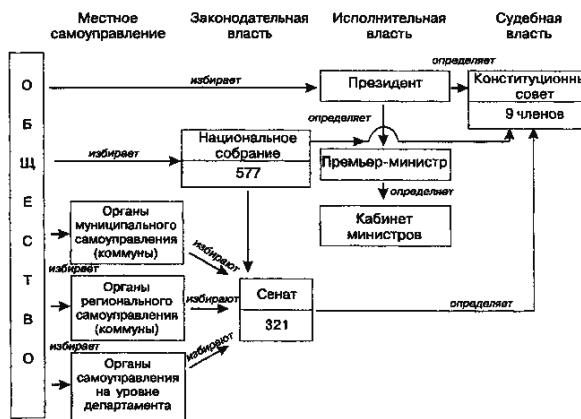 Местное
самоуправление
Законодательная
власть
Исполнительная
власть
Судебная
власть
О
Б
Щ
Е
С
Т
В
О
избирает
Президент
определяет
Конституционный
совет
9 членов
определяет
избирает
Национальное
собрание
577
Премьер-министр
определяет
Кабинет
министров
Органы
муниципального
самоуправления
(коммуны)
избирают
избирает
Органы
регионального
самоуправления
(коммуны)
избирают
Сенат
321
определяет
избирает
Органы
самоуправления
на уровне
департамента
избирают